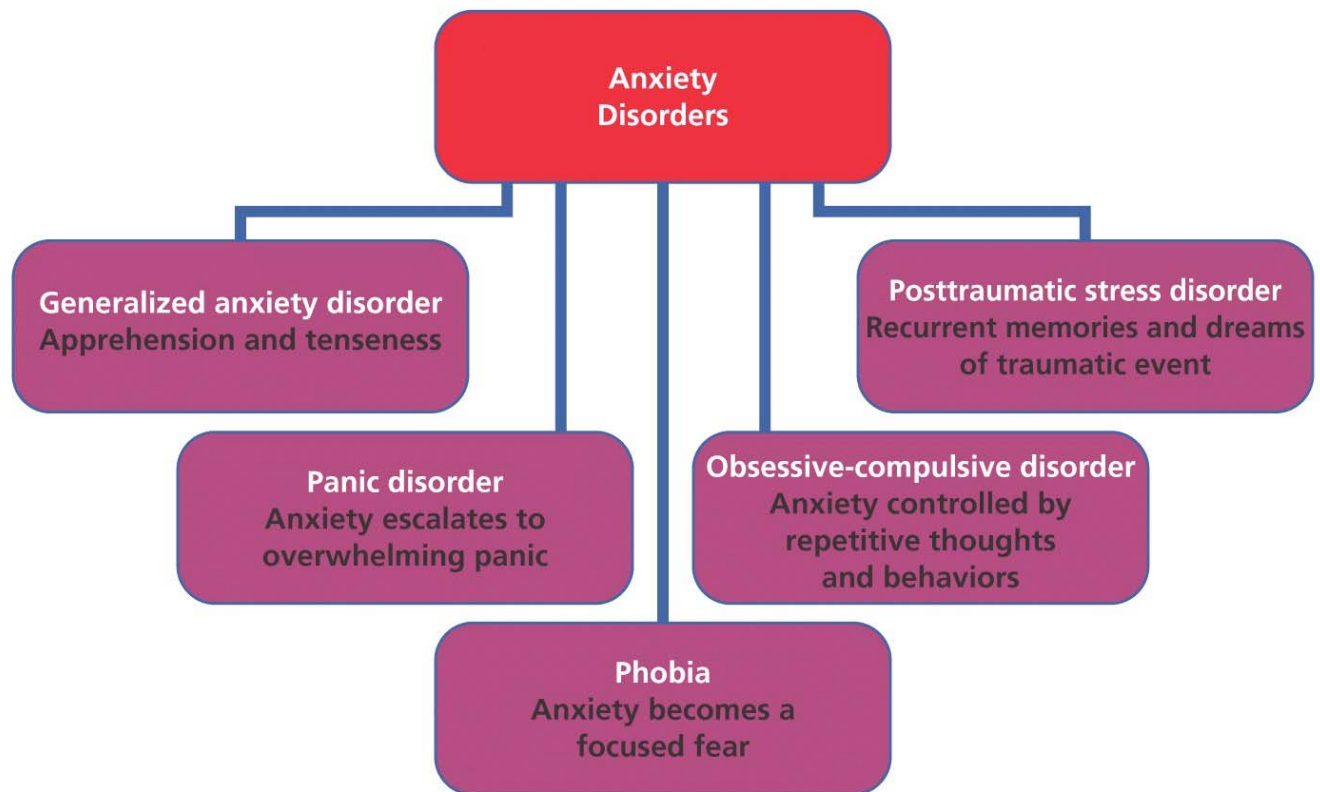 Anxiety
Disorders
Generalized anxiety disorder
Apprehension and tenseness
Posttraumatic stress disorder
Recurrent memories and dreams
of traumatic event
Panic disorder
Anxiety escalates to
overwhelming panic
Obsessive-compulsive disorder
Anxiety controlled by
repetitive thoughts
and behaviors
Phobia
Anxiety becomes a
focused fear